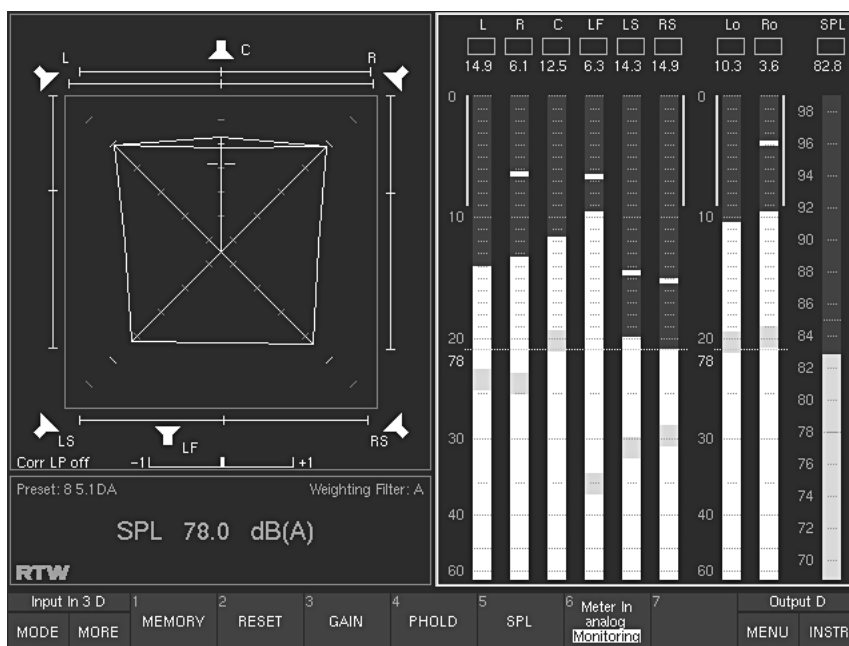 L R C LF LS RS Lo Ro SPL
14.9 6.1 12.5 6.3 14.3 14.9 10.3 3.6 82.8
C
L
R
0 0
98
96
94
92
10 10
90
88
86
84
20 20
78 78
82
80
30 30
78
76
40 40
74
72
70
60 60
LS
LF
RS
Corr LP off -1 +1
Preset: 8 5.1DA Weighting Filter: A
SPL 78.0 dB(A)
RTW
Input In 3 D
MODE MORE
1 MEMORY
2 RESET
3 GAIN
4 PHOLD
5 SPL
6 Meter In
analog
Monitoring
7
Output D
MENU INSTR